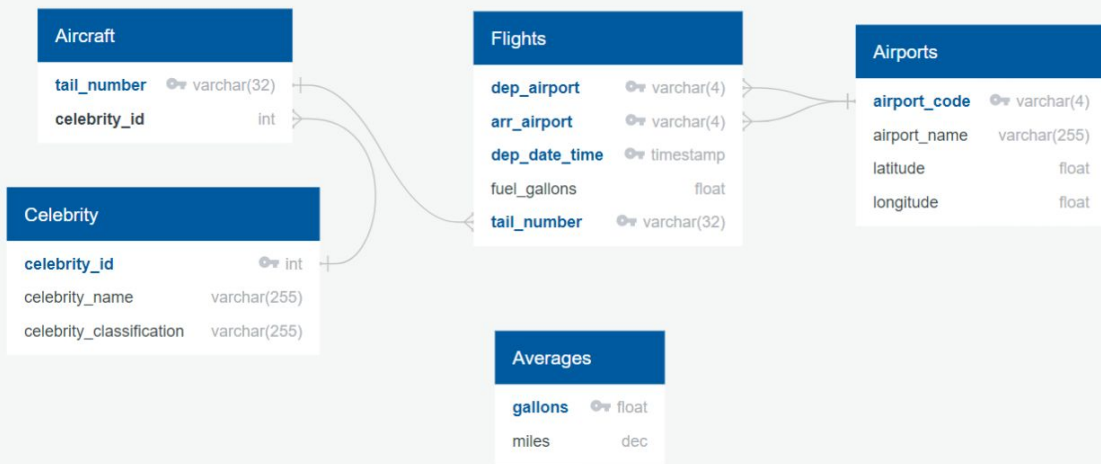 Aircraft
tail_number varchar(32)
celebrity_id int
Celebrity
celebrity_id int
celebrity_name varchar(255)
celebrity_classification varchar(255)
Flights
dep_airport varchar(4)
arr_airport varchar(4)
dep_date_time timestamp
fuel_gallons float
tail_number varchar(32)
Airports
airport_code varchar(4)
airport_name varchar(255)
latitude float
longitude float
Averages
gallons float
miles dec